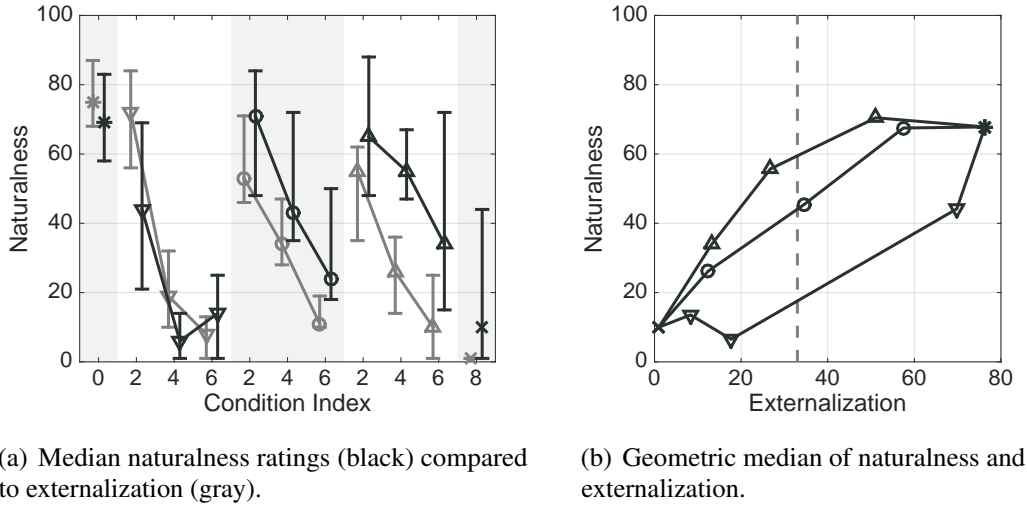 100
80
60
40
20
0
Naturalness
0 2 4 6 2 4 6 2 4 6 8
Condition Index
100
80
60
40
20
0
Naturalness
0 20 40 60 80
Externalization
(a) Median naturalness ratings (black) compared
to externalization (gray).
(b) Geometric median of naturalness and
externalization.